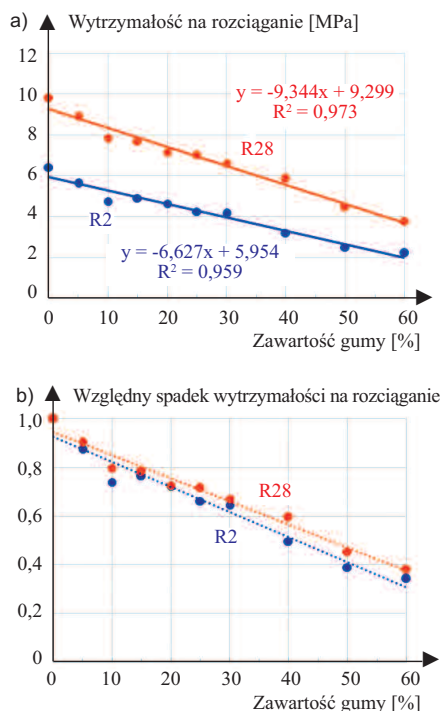 a) Wytrzymałość na rozciąganie [MPa]
12
10
8
6
4
2
0
y = -9,344x + 9,299
R² = 0,973
R28
R2
y = -6,627x + 5,954
R² = 0,959
0 10 20 30 40 50 60
Zawartość gumy [%]
b) Względny spadek wytrzymałości na rozciąganie
1,0
0,8
0,6
0,4
0,2
0
R28
R2
0 10 20 30 40 50 60
Zawartość gumy [%]